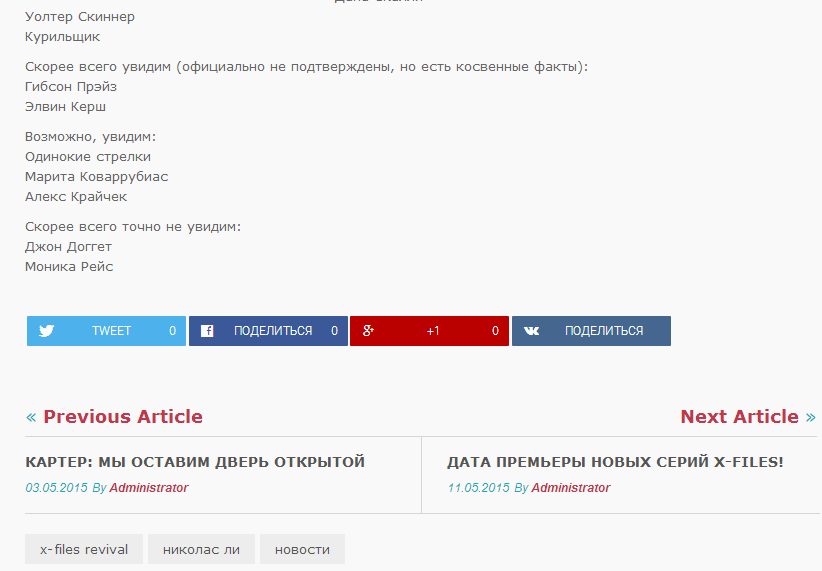 Уолтер Скиннер
Курильщик
Скорее всего увидим (официально не подтверждены, но есть косвенные факты):
Гибсон Прэйз
Элвин Керш
Возможно, увидим:
Одинокие стрелки
Марита Коваррубиас
Алекс Крайчек
Скорее всего точно не увидим:
Джон Доггет
Моника Рейс
TWEET 0 ПОДЕЛИТЬСЯ 0 +1 0 ПОДЕЛИТЬСЯ
« Previous Article
Next Article »
КАРТЕР: МЫ ОСТАВИМ ДВЕРЬ ОТКРЫТОЙ
03.05.2015 By Administrator
ДАТА ПРЕМЬЕРЫ НОВЫХ СЕРИЙ X-FILES!
11.05.2015 By Administrator
x-files revival николас ли новости